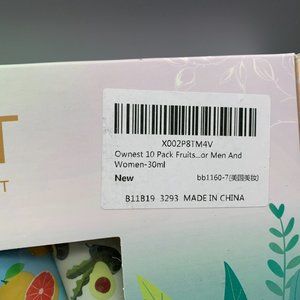 X002P8TM4V
Ownest 10 Pack Fruits...or Men And
Women-30ml
New
bb1160-7(美国美妆)
B11B19 3293 MADE IN CHINA
T
T